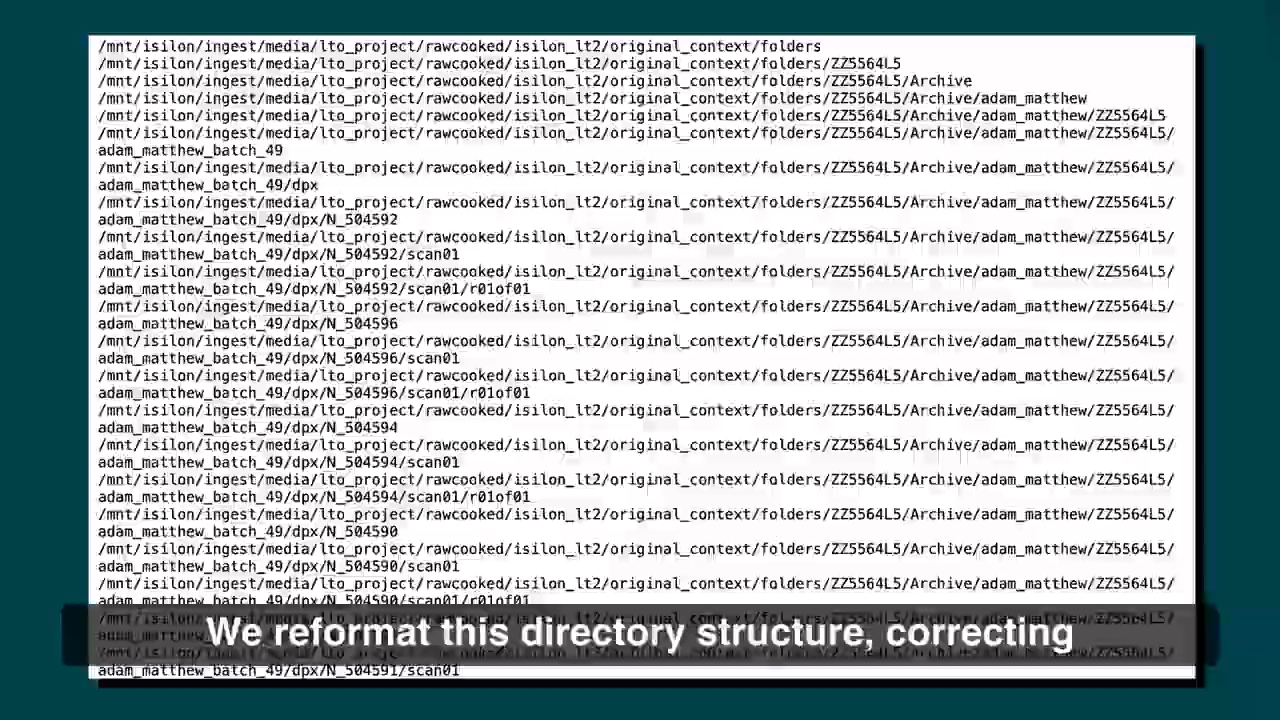 /mnt/isilon/ingest/media/lto_project/rawcooked/isilon_lt2/original_context/folders
/mnt/isilon/ingest/media/lto_project/rawcooked/isilon_lt2/original_context/folders/ZZ5564L5
/mnt/isilon/ingest/media/lto_project/rawcooked/isilon_lt2/original_context/folders/ZZ5564L5/Archive
/mnt/isilon/ingest/media/lto_project/rawcooked/isilon_lt2/original_context/folders/ZZ5564L5/Archive/adam_matthew
/mnt/isilon/ingest/media/lto_project/rawcooked/isilon_lt2/original_context/folders/ZZ5564L5/Archive/adam_matthew/ZZ5564L5
/mnt/isilon/ingest/media/lto_project/rawcooked/isilon_lt2/original_context/folders/ZZ5564L5/Archive/adam_matthew/ZZ5564L5/
adam_matthew_batch_49
/mnt/isilon/ingest/media/lto_project/rawcooked/isilon_lt2/original_context/folders/ZZ5564L5/Archive/adam_matthew/ZZ5564L5/
adam_matthew_batch_49/dpx
/mnt/isilon/ingest/media/lto_project/rawcooked/isilon_lt2/original_context/folders/ZZ5564L5/Archive/adam_matthew/ZZ5564L5/
adam_matthew_batch_49/dpx/N_504592
/mnt/isilon/ingest/media/lto_project/rawcooked/isilon_lt2/original_context/folders/ZZ5564L5/Archive/adam_matthew/ZZ5564L5/
adam_matthew_batch_49/dpx/N_504592/scan01
/mnt/isilon/ingest/media/lto_project/rawcooked/isilon_lt2/original_context/folders/ZZ5564L5/Archive/adam_matthew/ZZ5564L5/
adam_matthew_batch_49/dpx/N_504592/scan01/r01of01
/mnt/isilon/ingest/media/lto_project/rawcooked/isilon_lt2/original_context/folders/ZZ5564L5/Archive/adam_matthew/ZZ5564L5/
adam_matthew_batch_49/dpx/N_504596
/mnt/isilon/ingest/media/lto_project/rawcooked/isilon_lt2/original_context/folders/ZZ5564L5/Archive/adam_matthew/ZZ5564L5/
adam_matthew_batch_49/dpx/N_504596/scan01
/mnt/isilon/ingest/media/lto_project/rawcooked/isilon_lt2/original_context/folders/ZZ5564L5/Archive/adam_matthew/ZZ5564L5/
adam_matthew_batch_49/dpx/N_504596/scan01/r01of01
/mnt/isilon/ingest/media/lto_project/rawcooked/isilon_lt2/original_context/folders/ZZ5564L5/Archive/adam_matthew/ZZ5564L5/
adam_matthew_batch_49/dpx/N_504594
/mnt/isilon/ingest/media/lto_project/rawcooked/isilon_lt2/original_context/folders/ZZ5564L5/Archive/adam_matthew/ZZ5564L5/
adam_matthew_batch_49/dpx/N_504594/scan01
/mnt/isilon/ingest/media/lto_project/rawcooked/isilon_lt2/original_context/folders/ZZ5564L5/Archive/adam_matthew/ZZ5564L5/
adam_matthew_batch_49/dpx/N_504594/scan01/r01of01
/mnt/isilon/ingest/media/lto_project/rawcooked/isilon_lt2/original_context/folders/ZZ5564L5/Archive/adam_matthew/ZZ5564L5/
adam_matthew_batch_49/dpx/N_504590
/mnt/isilon/ingest/media/lto_project/rawcooked/isilon_lt2/original_context/folders/ZZ5564L5/Archive/adam_matthew/ZZ5564L5/
adam_matthew_batch_49/dpx/N_504590/scan01
/mnt/isilon/ingest/media/lto_project/rawcooked/isilon_lt2/original_context/folders/ZZ5564L5/Archive/adam_matthew/ZZ5564L5/
adam_matthew_batch_49/dpx/N_504590/scan01/r01of01
We reformat this directory structure, correcting
adam_matthew_batch_49/dpx/N_504591/scan01